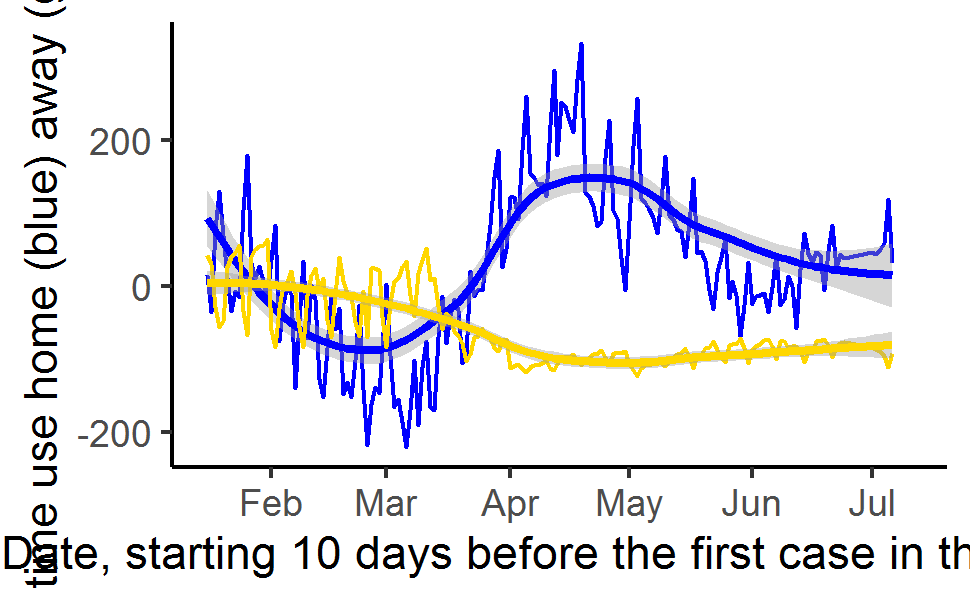 time use home (blue) away (
200
0
-200
Feb Mar Apr May Jun Jul
Date, starting 10 days before the first case in th